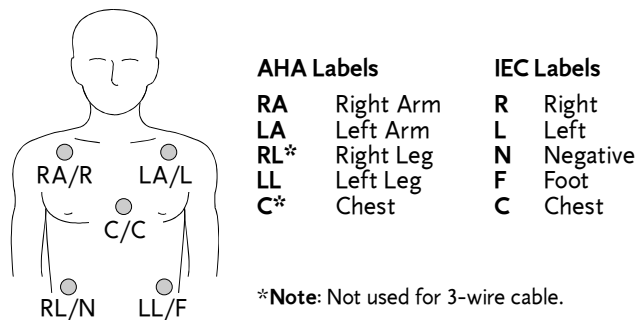 AHA Labels IEC Labels
RA Right Arm R Right
LA Left Arm L Left
RL* Right Leg N Negative
LL Left Leg F Foot
C* Chest C Chest
RA/R LA/L
C/C
RL/N LL/F
*Note: Not used for 3-wire cable.